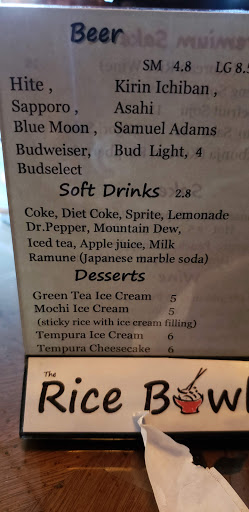 Beer
SM 4.8 LG 8.
Hite , Kirin Ichiban ,
Sapporo , Asahi
Blue Moon , Samuel Adams
Budweiser, Bud Light, 4
Budselect
Soft Drinks 2.8
Coke, Diet Coke, Sprite, Lemonade
Dr.Pepper, Mountain Dew,
Iced tea, Apple juice, Milk
Ramune (Japanese marble soda)
Desserts
Green Tea Ice Cream 5
Mochi Ice Cream 5
(sticky rice with ice cream filling)
Tempura Ice Cream 6
Tempura Cheesecake 6
The
Rice Bowl